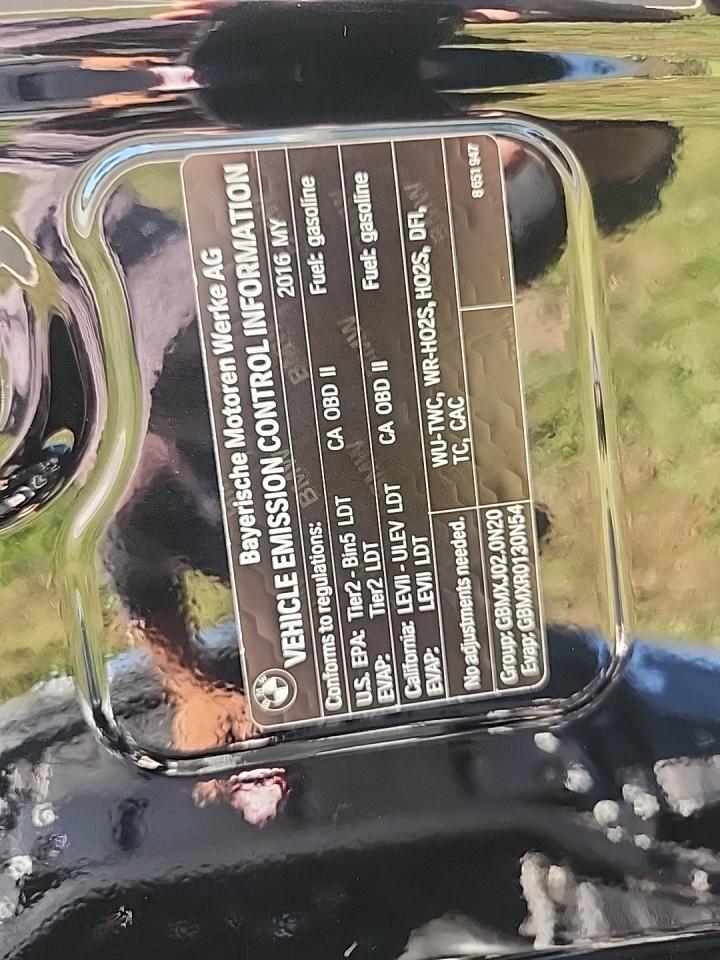 Bayerische Motoren Werke AG
VEHICLE EMISSION CONTROL INFORMATION
Conforms to regulations: 2016 MY
U.S. EPA: Tier2 - Bin5 LDT CA OBD II Fuel: gasoline
EVAP: Tier2 LDT
California: LEVII - ULEV LDT CA OBD II Fuel: gasoline
EVAP: LEVII LDT
No adjustments needed. WU-TWC, WR-HO2S, HO2S, DFI,
TC, CAC
Group: GBMXJ02.0N20
Evap: GBMXR0130N54
8 651 947
BMW